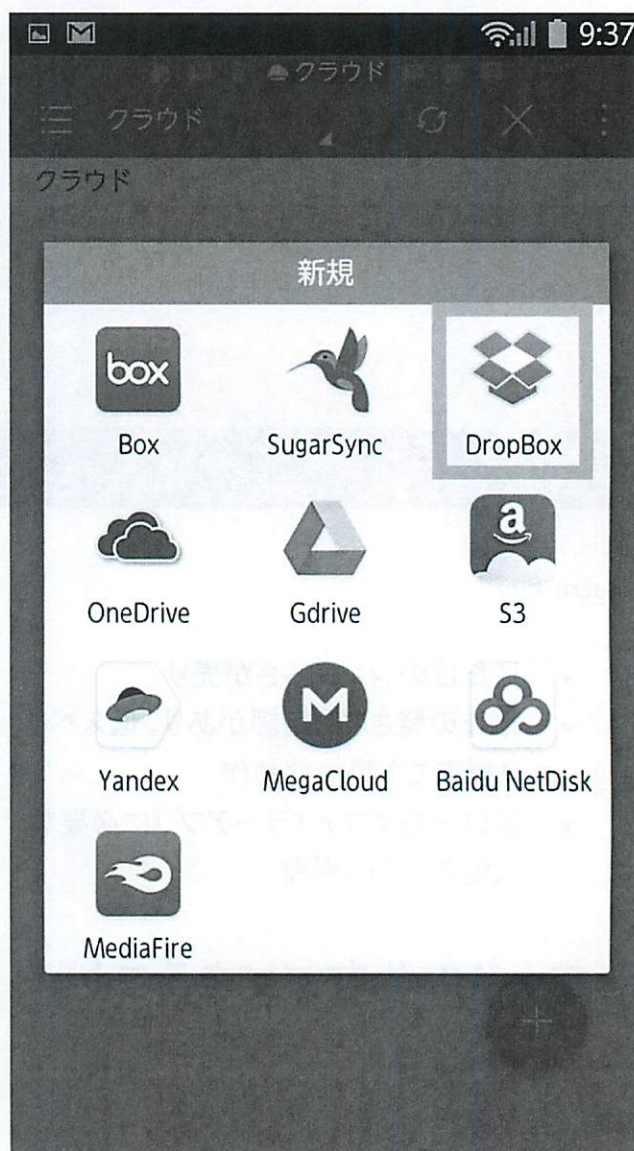 9:37
クラウド
クラウド
クラウド
新規
box
Box
SugarSync
DropBox
a
OneDrive
Gdrive
S3
M
Yandex
MegaCloud
Baidu NetDisk
MediaFire